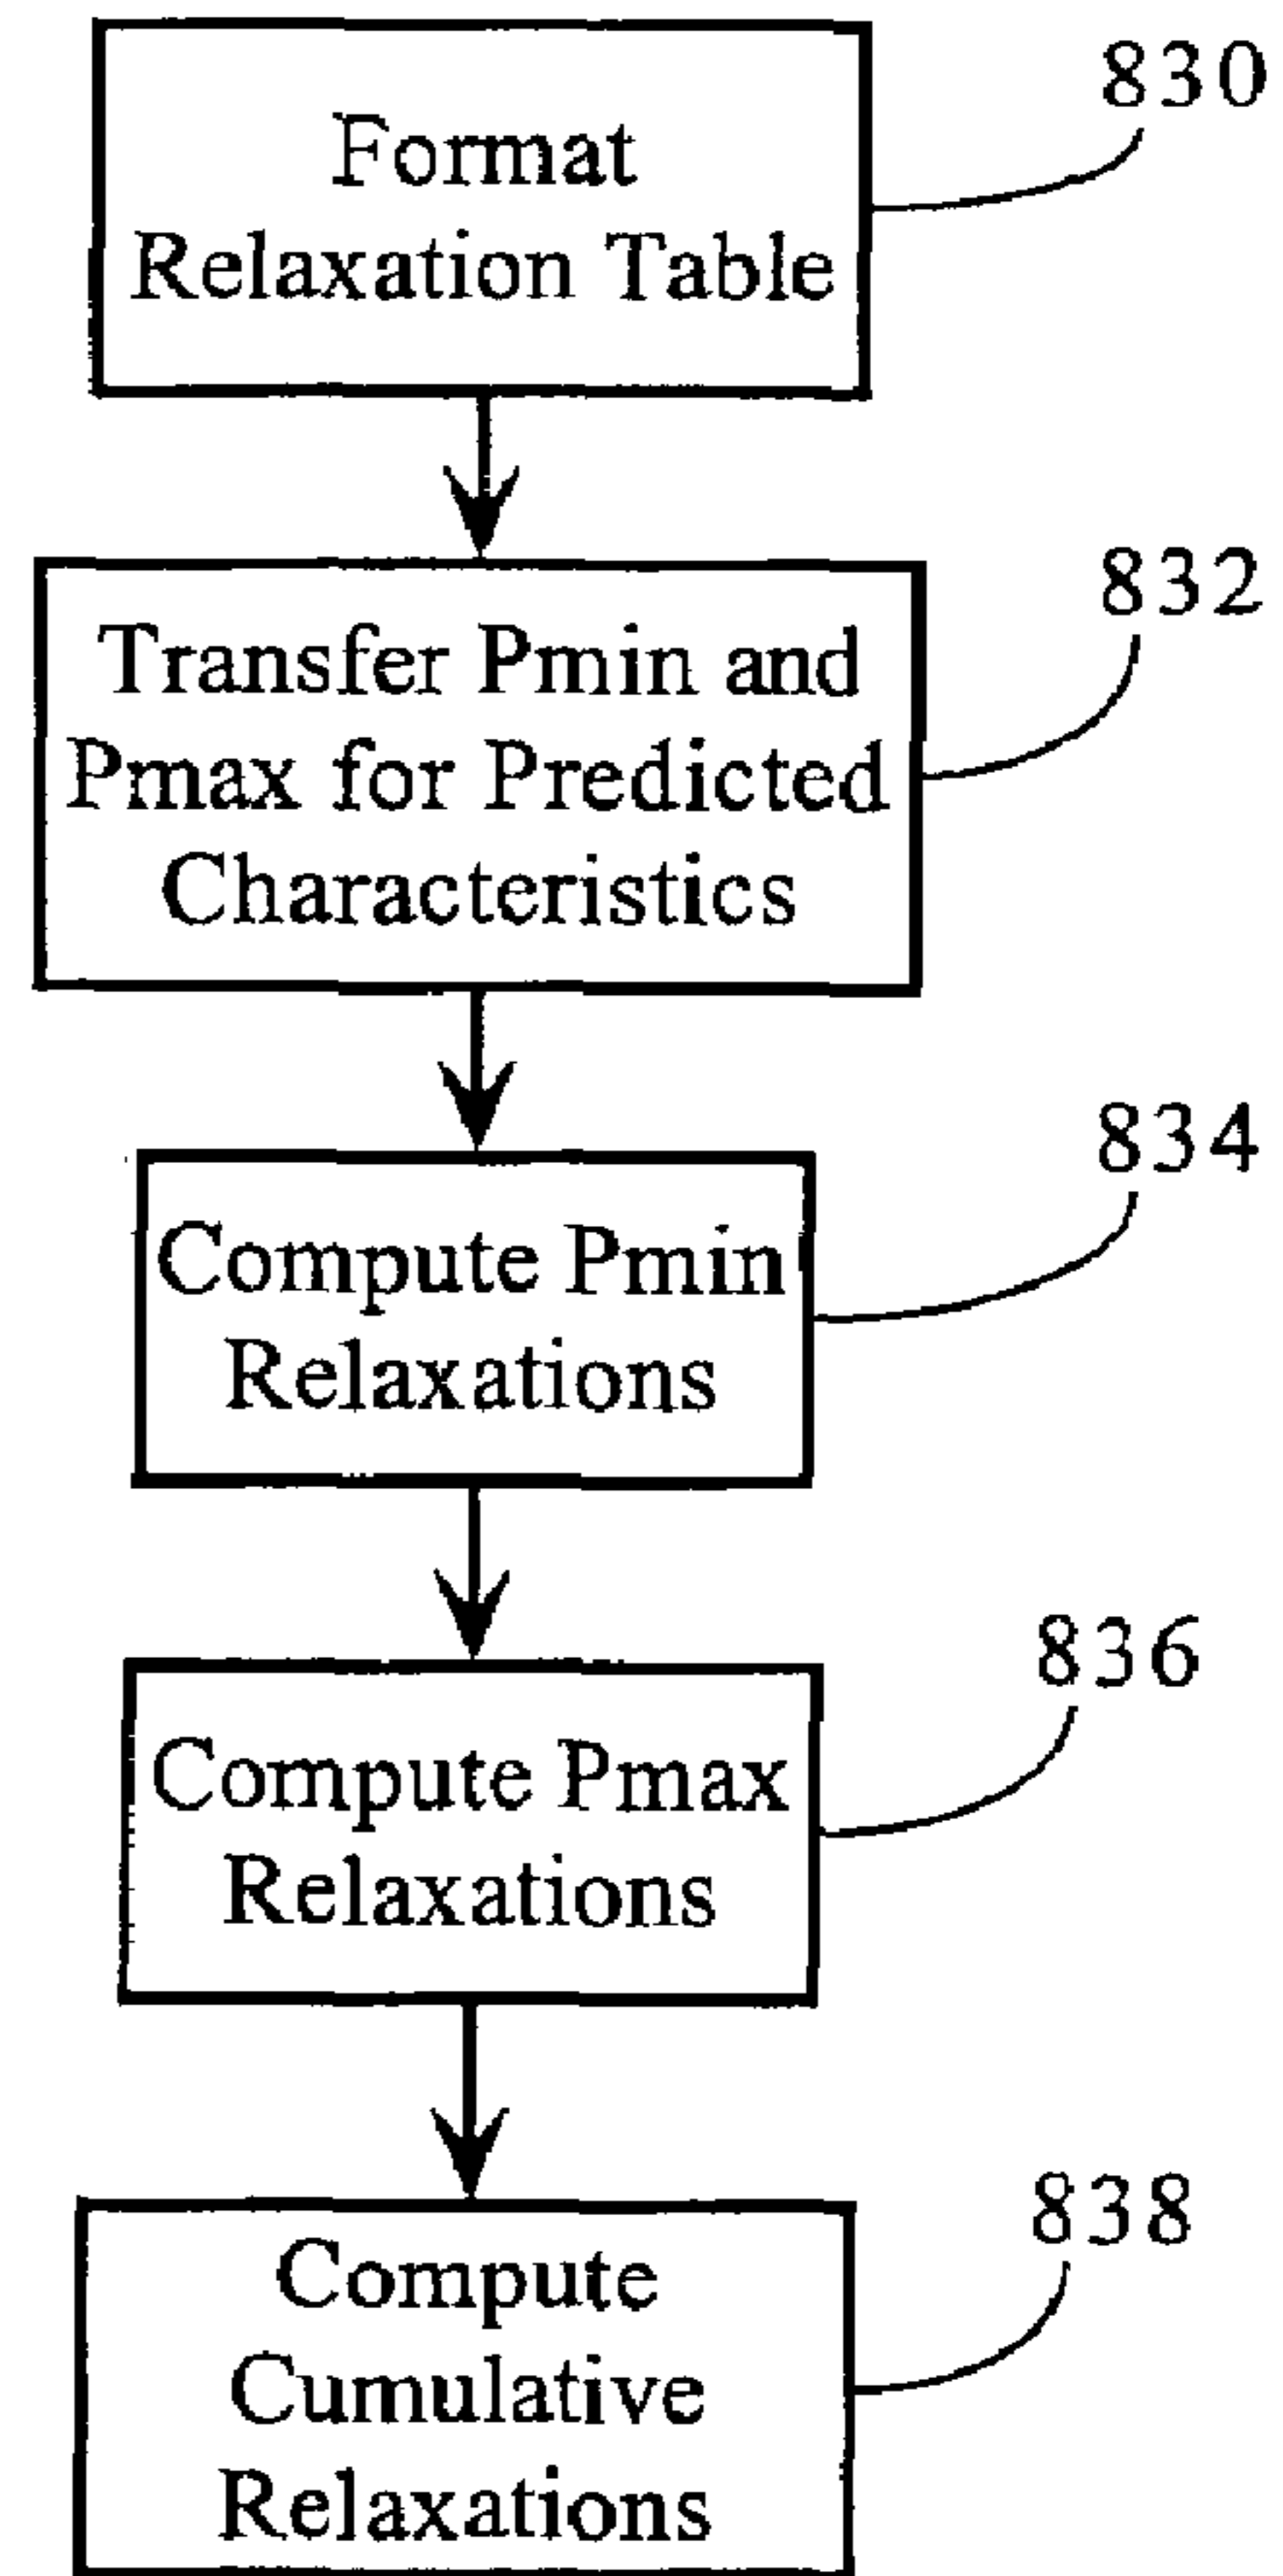 Format
Relaxation Table
830
Transfer Pmin and
Pmax for Predicted
Characteristics
832
Compute Pmin
Relaxations
834
Compute Pmax
Relaxations
836
Compute
Cumulative
Relaxations
838